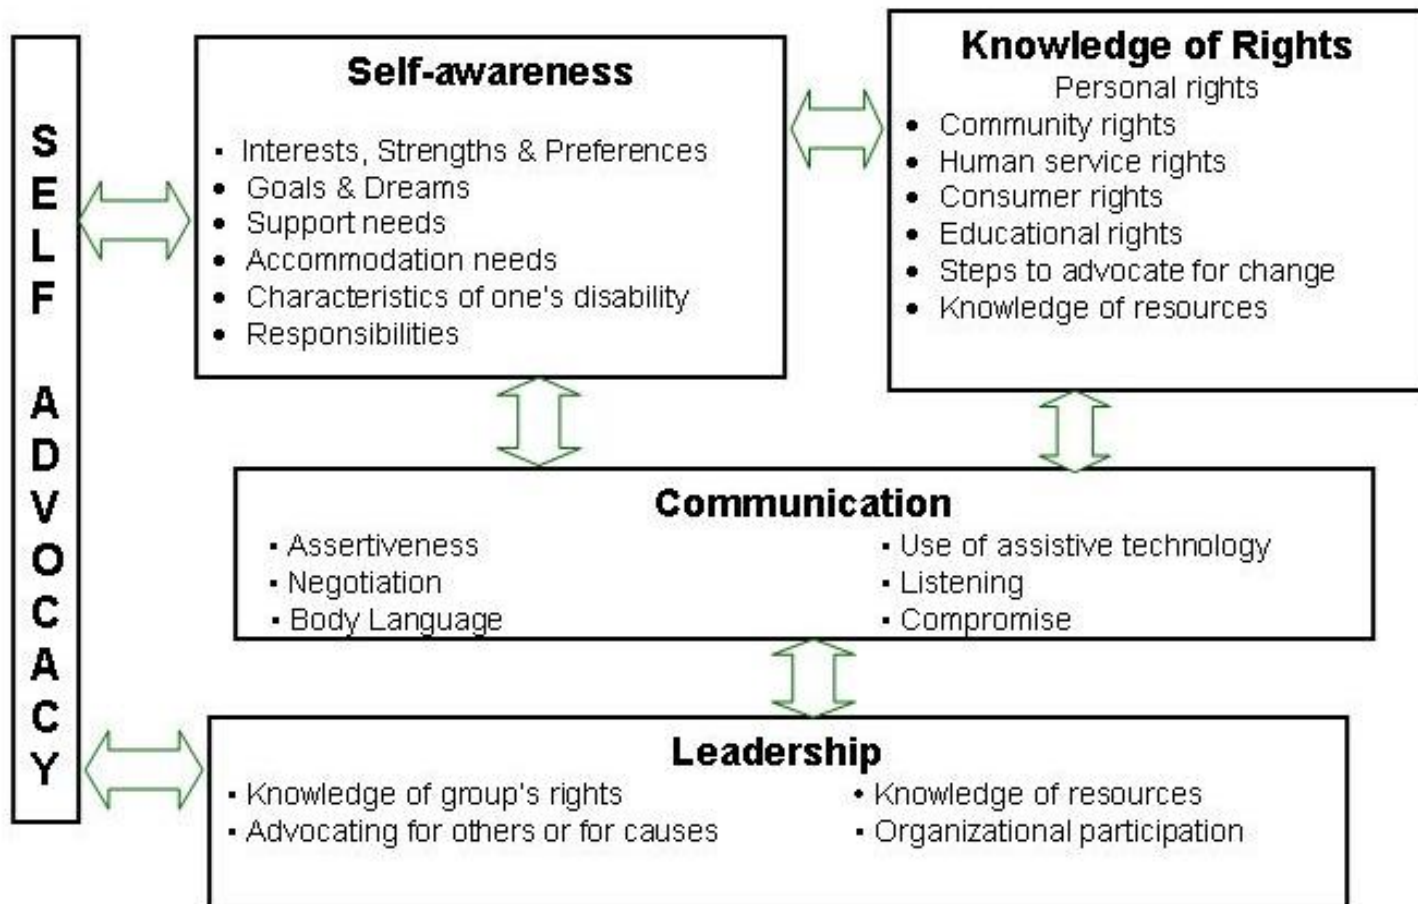 SELF ADVOCACY
Self-awareness
▪ Interests, Strengths & Preferences
• Goals & Dreams
• Support needs
• Accommodation needs
• Characteristics of one's disability
• Responsibilities
Knowledge of Rights
Personal rights
• Community rights
• Human service rights
• Consumer rights
• Educational rights
• Steps to advocate for change
• Knowledge of resources
Communication
▪ Assertiveness
▪ Negotiation
▪ Body Language
▪ Use of assistive technology
▪ Listening
▪ Compromise
Leadership
▪ Knowledge of group's rights
▪ Advocating for others or for causes
• Knowledge of resources
▪ Organizational participation